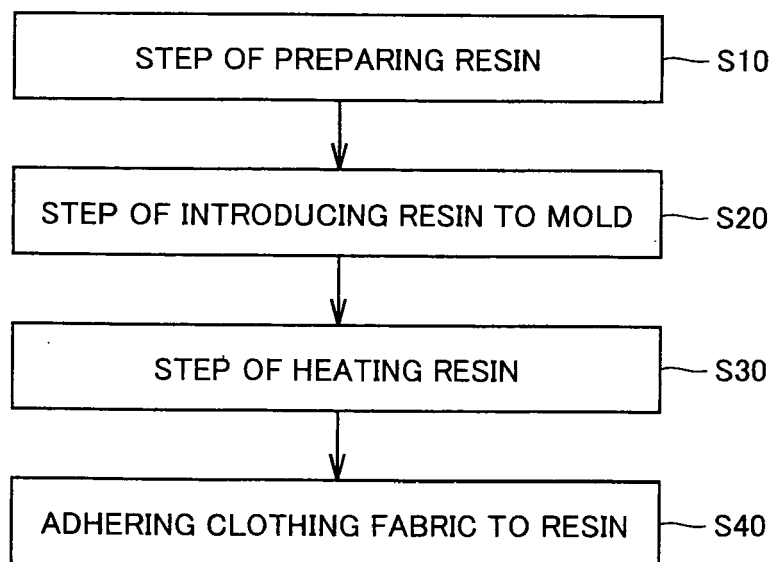 STEP OF PREPARING RESIN S10
STEP OF INTRODUCING RESIN TO MOLD S20
STEP OF HEATING RESIN S30
ADHERING CLOTHING FABRIC TO RESIN S40